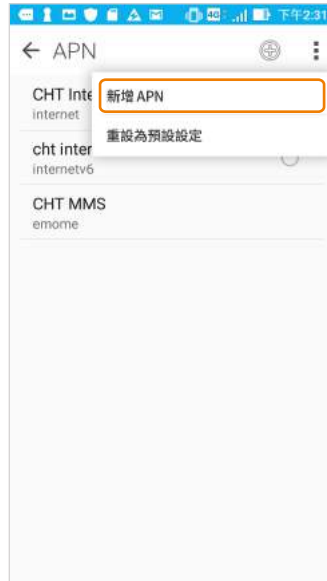 4G 下午2:31
APN
CHT Inte
internet
新增 APN
重設為預設設定
cht inter
internetv6
CHT MMS
emome